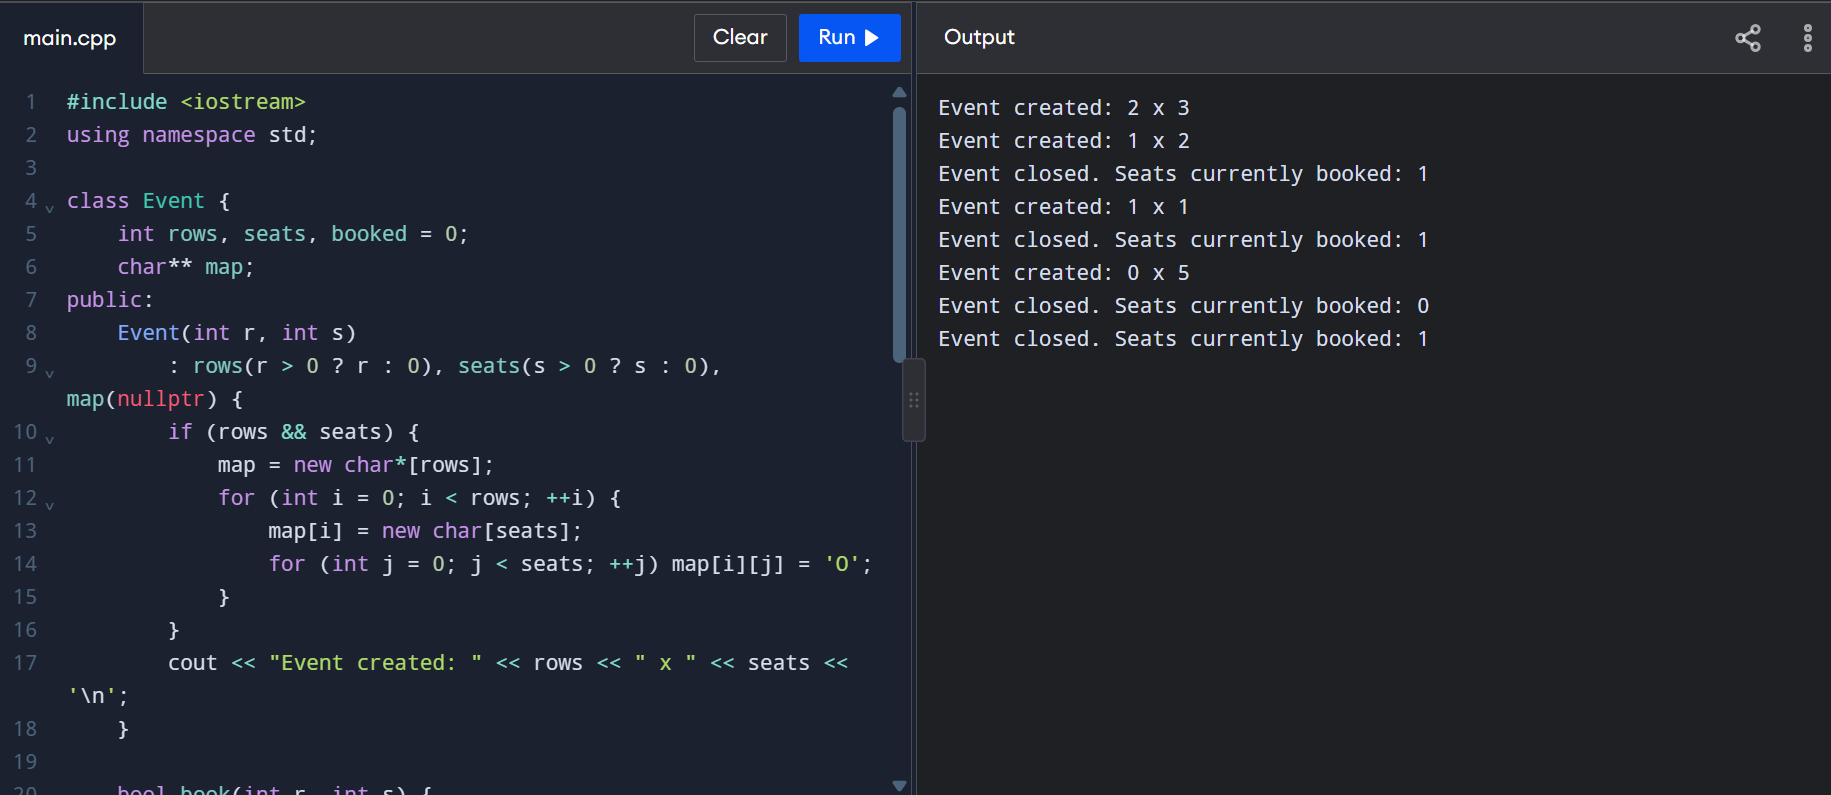 main.cpp
Clear
Run
Output
1 #include <iostream>
2 using namespace std;
3
4 class Event {
5     int rows, seats, booked = 0;
6     char** map;
7 public:
8     Event(int r, int s)
9         : rows(r > 0 ? r : 0), seats(s > 0 ? s : 0),
map(nullptr) {
10         if (rows && seats) {
11             map = new char*[rows];
12             for (int i = 0; i < rows; ++i) {
13                 map[i] = new char[seats];
14                 for (int j = 0; j < seats; ++j) map[i][j] = 'O';
15             }
16         }
17         cout << "Event created: " << rows << " x " << seats <<
'\n';
18     }
19
20     bool book(int r, int s) {
Event created: 2 x 3
Event created: 1 x 2
Event closed. Seats currently booked: 1
Event created: 1 x 1
Event closed. Seats currently booked: 1
Event created: 0 x 5
Event closed. Seats currently booked: 0
Event closed. Seats currently booked: 1